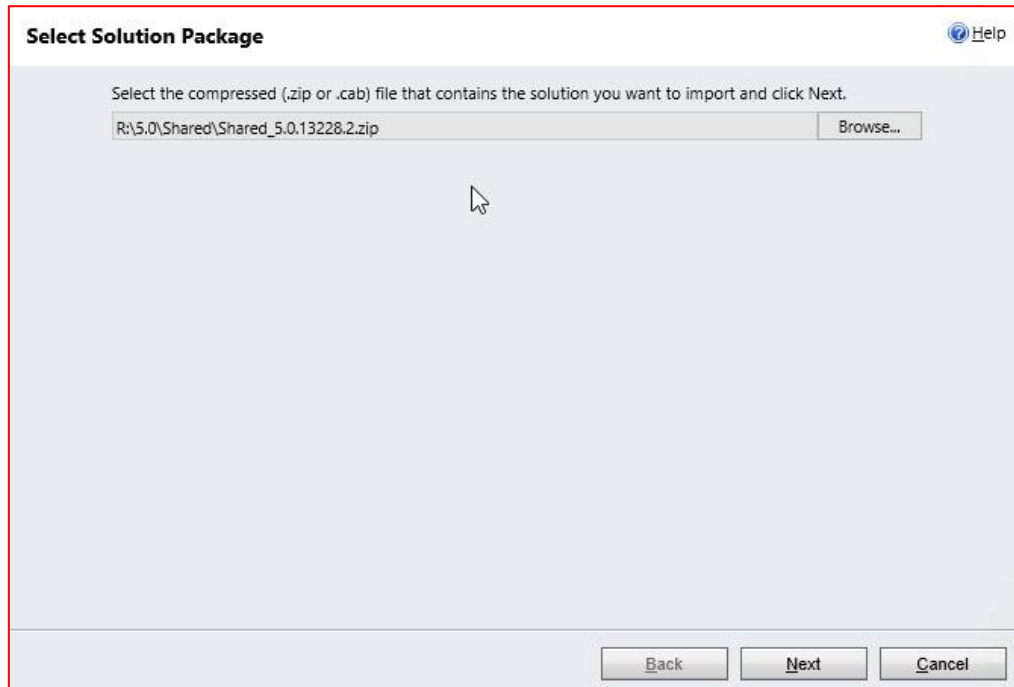 Select Solution Package
Help
Select the compressed (.zip or .cab) file that contains the solution you want to import and click Next.
R:\5.0\Shared\Shared_5.0.13228.2.zip
Browse...
Back
Next
Cancel